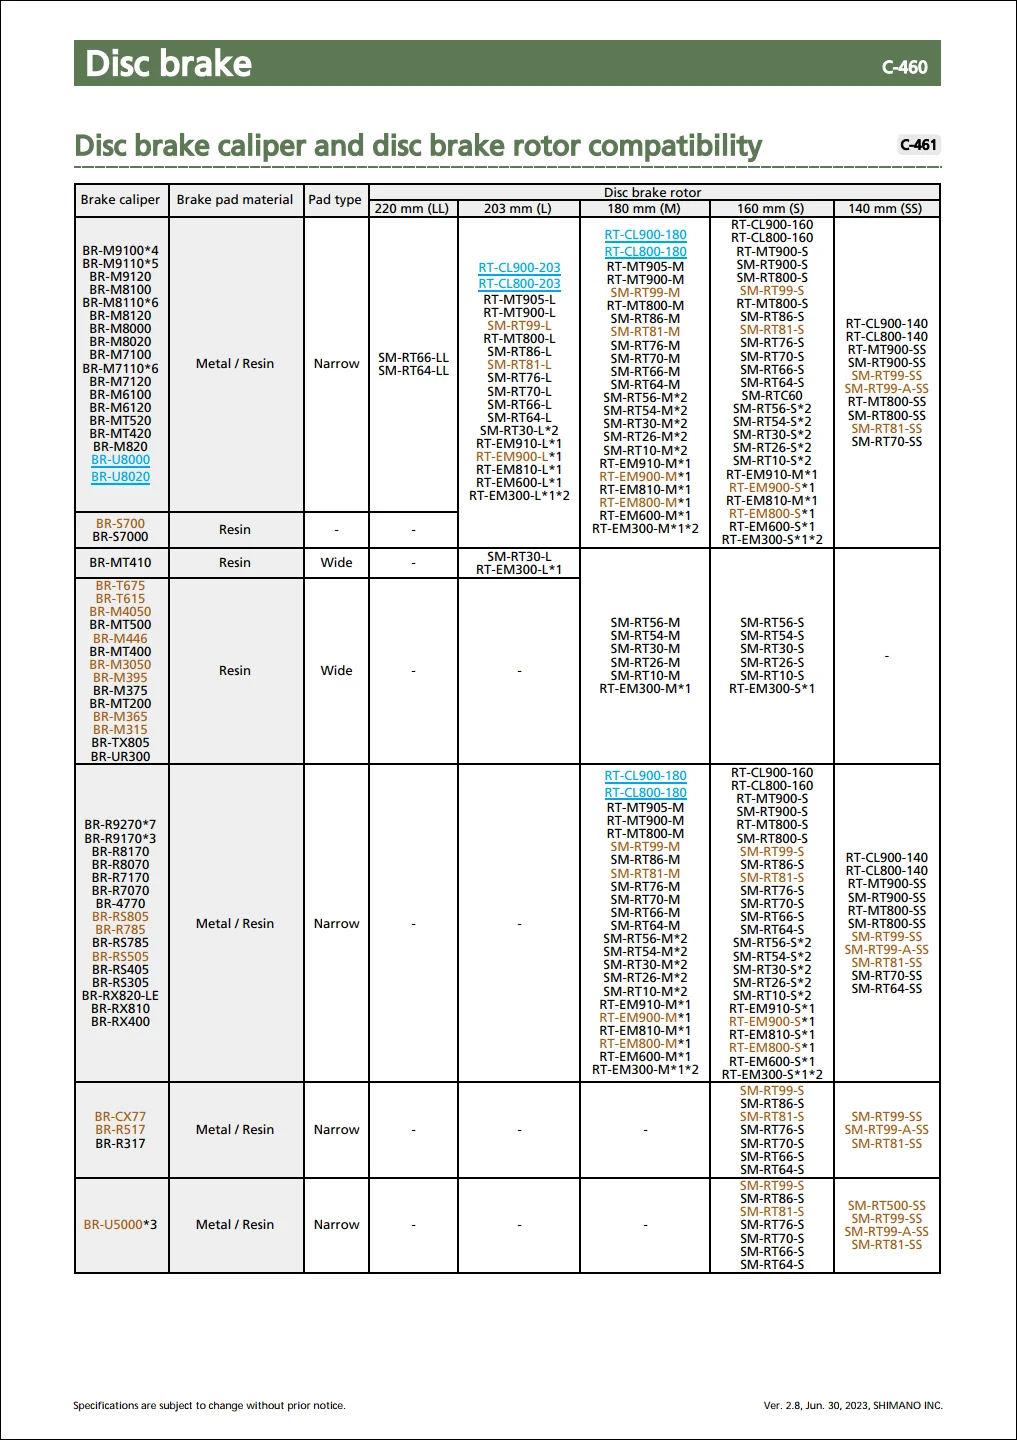 Disc brake
C-460
Disc brake caliper and disc brake rotor compatibility
C-461
Brake caliper
Brake pad material
Pad type
Disc brake rotor
220 mm (LL)
203 mm (L)
180 mm (M)
160 mm (S)
140 mm (SS)
BR-M9100*4
BR-M9110*5
BR-M9120
BR-M8100
BR-M8110*6
BR-M8120
BR-M8000
BR-M8020
BR-M7100
BR-M7110*6
BR-M7120
BR-M6100
BR-M6120
BR-MT520
BR-MT420
BR-M820
BR-U8000
BR-U8020
Metal / Resin
Narrow
SM-RT66-LL
SM-RT64-LL
RT-CL900-203
RT-CL800-203
RT-MT905-L
RT-MT900-L
SM-RT99-L
RT-MT800-L
SM-RT86-L
SM-RT81-L
SM-RT76-L
SM-RT70-L
SM-RT66-L
SM-RT64-L
SM-RT30-L*2
RT-EM910-L*1
RT-EM900-L*1
RT-EM810-L*1
RT-EM600-L*1
RT-EM300-L*1*2
RT-CL900-180
RT-CL800-180
RT-MT905-M
RT-MT900-M
SM-RT99-M
RT-MT800-M
SM-RT86-M
SM-RT81-M
SM-RT76-M
SM-RT70-M
SM-RT66-M
SM-RT64-M
SM-RT56-M*2
SM-RT54-M*2
SM-RT30-M*2
SM-RT26-M*2
SM-RT10-M*2
RT-EM910-M*1
RT-EM900-M*1
RT-EM810-M*1
RT-EM800-M*1
RT-EM600-M*1
RT-EM300-M*1*2
RT-CL900-160
RT-CL800-160
RT-MT900-S
SM-RT900-S
SM-RT800-S
SM-RT99-S
RT-MT800-S
SM-RT86-S
SM-RT81-S
SM-RT76-S
SM-RT70-S
SM-RT66-S
SM-RT64-S
SM-RTC60
SM-RT56-S*2
SM-RT54-S*2
SM-RT30-S*2
SM-RT26-S*2
SM-RT10-S*2
RT-EM910-M*1
RT-EM900-S*1
RT-EM810-M*1
RT-EM800-S*1
RT-EM600-S*1
RT-EM300-S*1*2
RT-CL900-140
RT-CL800-140
RT-MT900-SS
SM-RT900-SS
SM-RT99-SS
SM-RT99-A-SS
RT-MT800-SS
SM-RT800-SS
SM-RT81-SS
SM-RT70-SS
BR-S700
BR-S7000
Resin
-
-
BR-MT410
Resin
Wide
-
SM-RT30-L
RT-EM300-L*1
SM-RT56-M
SM-RT54-M
SM-RT30-M
SM-RT26-M
SM-RT10-M
RT-EM300-M*1
SM-RT56-S
SM-RT54-S
SM-RT30-S
SM-RT26-S
SM-RT10-S
RT-EM300-S*1
-
BR-T675
BR-T615
BR-M4050
BR-MT500
BR-M446
BR-MT400
BR-M3050
BR-M395
BR-M375
BR-MT200
BR-M365
BR-M315
BR-TX805
BR-UR300
Resin
Wide
-
-
BR-R9270*7
BR-R9170*3
BR-R8170
BR-R8070
BR-R7170
BR-R7070
BR-4770
BR-RS805
BR-R785
BR-RS785
BR-RS505
BR-RS405
BR-RS305
BR-RX820-LE
BR-RX810
BR-RX400
Metal / Resin
Narrow
-
-
RT-CL900-180
RT-CL800-180
RT-MT905-M
RT-MT900-M
RT-MT800-M
SM-RT99-M
SM-RT86-M
SM-RT81-M
SM-RT76-M
SM-RT70-M
SM-RT66-M
SM-RT64-M
SM-RT56-M*2
SM-RT54-M*2
SM-RT30-M*2
SM-RT26-M*2
SM-RT10-M*2
RT-EM910-M*1
RT-EM900-M*1
RT-EM810-M*1
RT-EM800-M*1
RT-EM600-M*1
RT-EM300-M*1*2
RT-CL900-160
RT-CL800-160
RT-MT900-S
SM-RT900-S
RT-MT800-S
SM-RT800-S
SM-RT99-S
SM-RT86-S
SM-RT81-S
SM-RT76-S
SM-RT70-S
SM-RT66-S
SM-RT64-S
SM-RT56-S*2
SM-RT54-S*2
SM-RT30-S*2
SM-RT26-S*2
SM-RT10-S*2
RT-EM910-S*1
RT-EM900-S*1
RT-EM810-S*1
RT-EM800-S*1
RT-EM600-S*1
RT-EM300-S*1*2
RT-CL900-140
RT-CL800-140
RT-MT900-SS
SM-RT900-SS
RT-MT800-SS
SM-RT800-SS
SM-RT99-SS
SM-RT99-A-SS
SM-RT81-SS
SM-RT70-SS
SM-RT64-SS
BR-CX77
BR-R517
BR-R317
Metal / Resin
Narrow
-
-
-
SM-RT99-S
SM-RT86-S
SM-RT81-S
SM-RT76-S
SM-RT70-S
SM-RT66-S
SM-RT64-S
SM-RT99-SS
SM-RT99-A-SS
SM-RT81-SS
BR-U5000*3
Metal / Resin
Narrow
-
-
-
SM-RT99-S
SM-RT86-S
SM-RT81-S
SM-RT76-S
SM-RT70-S
SM-RT66-S
SM-RT64-S
SM-RT500-SS
SM-RT99-SS
SM-RT99-A-SS
SM-RT81-SS
Specifications are subject to change without prior notice.
Ver. 2.8, Jun. 30, 2023, SHIMANO INC.